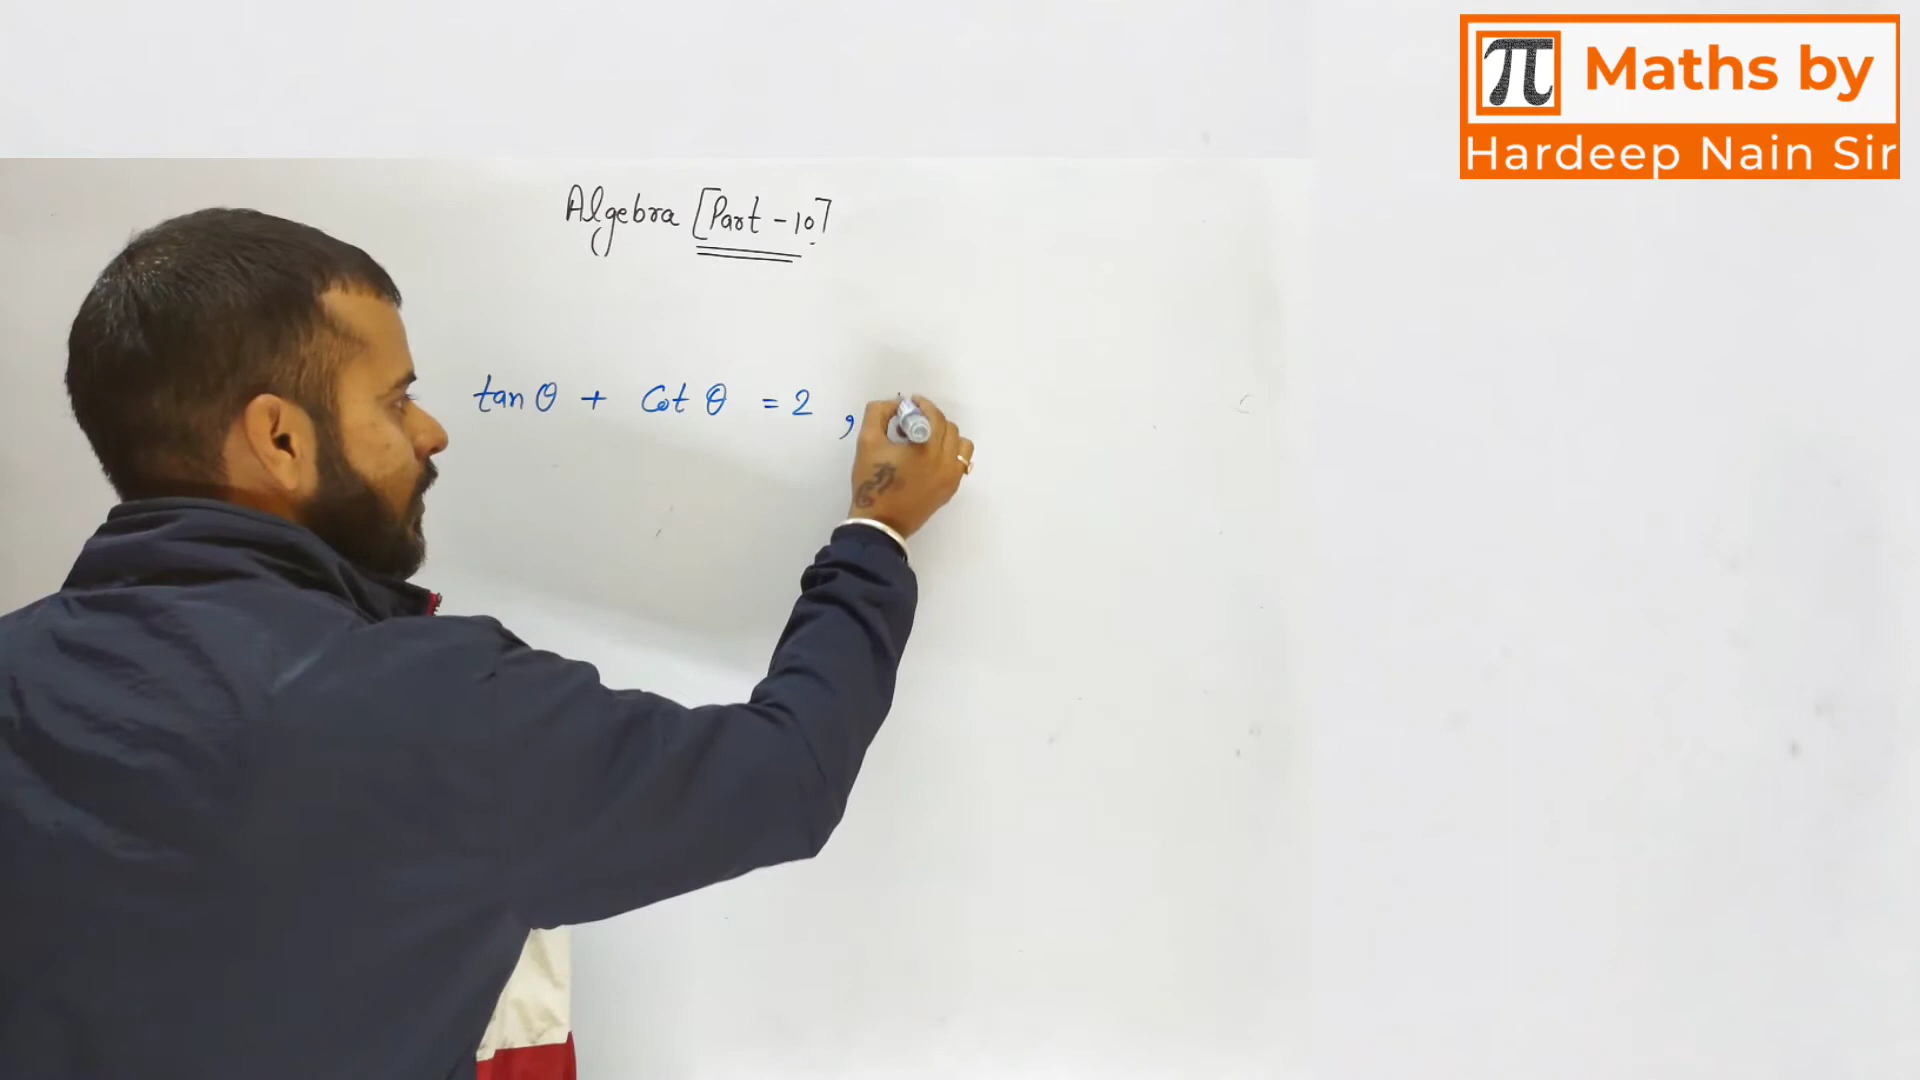 π Maths by
Hardeep Nain Sir
Algebra [Part - 10]
tan θ + Cot θ = 2 ,